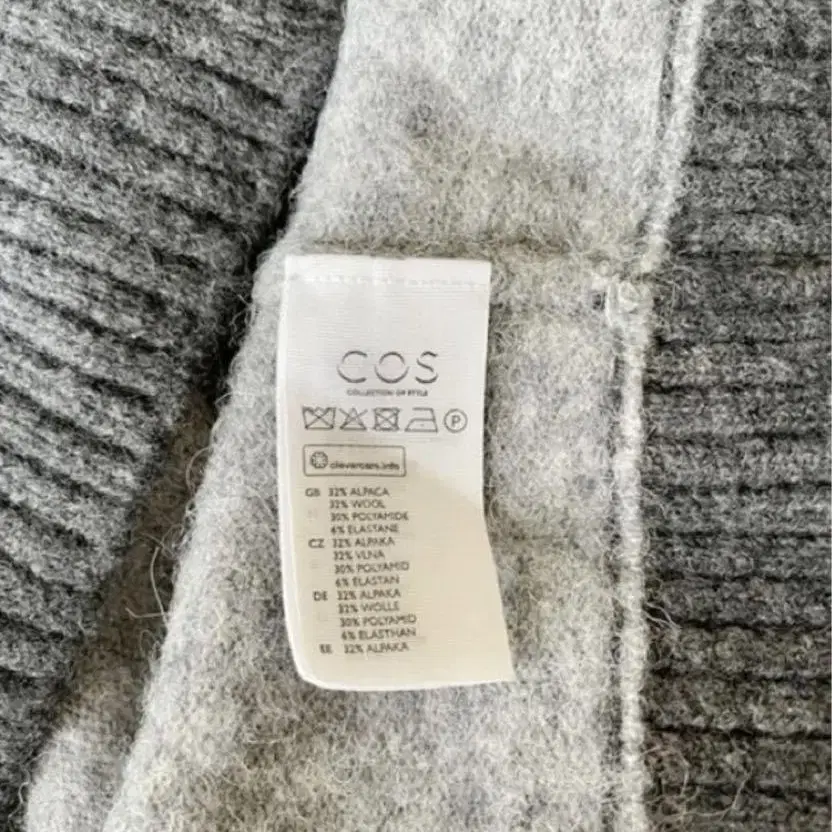 COS
COLLECTION OF STYLE
P
clevercare.info
GB 32% ALPACA
32% WOOL
30% POLYAMIDE
6% ELASTANE
CZ 32% ALPAKA
32% VLNA
30% POLYAMID
6% ELASTAN
DE 32% ALPAKA
32% WOLLE
30% POLYAMID
6% ELASTHAN
EE 32% ALPAKA